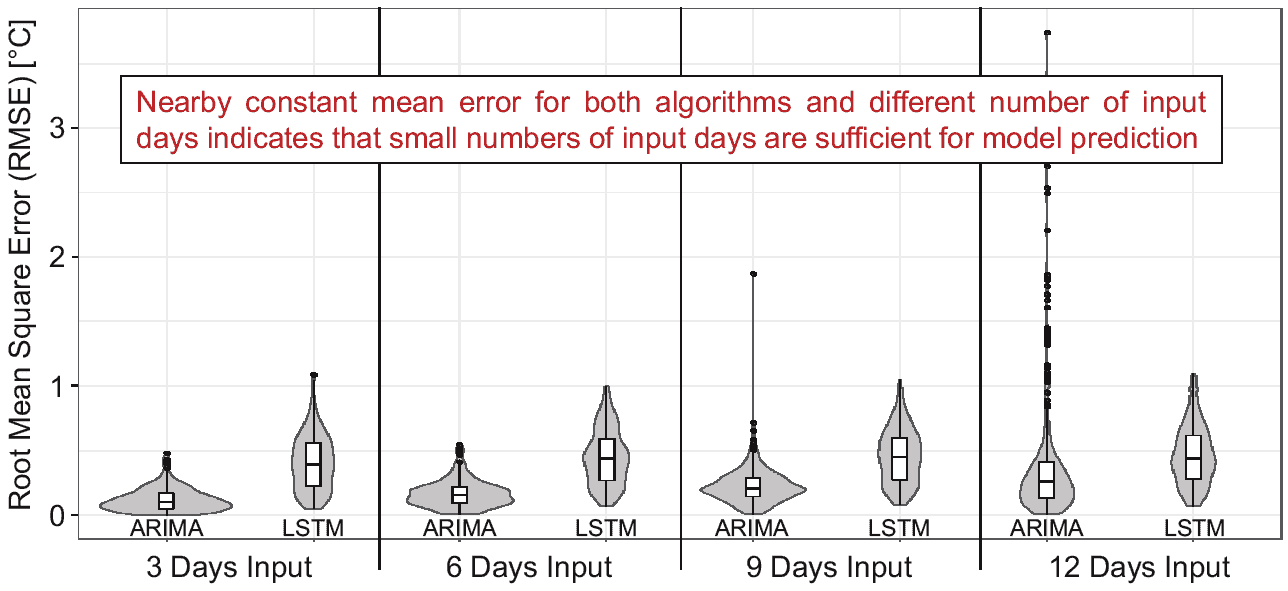 Root Mean Square Error (RMSE) [°C]
Nearby constant mean error for both algorithms and different number of input
days indicates that small numbers of input days are sufficient for model prediction
3
2
1
0
ARIMA LSTM ARIMA LSTM ARIMA LSTM ARIMA LSTM
3 Days Input 6 Days Input 9 Days Input 12 Days Input